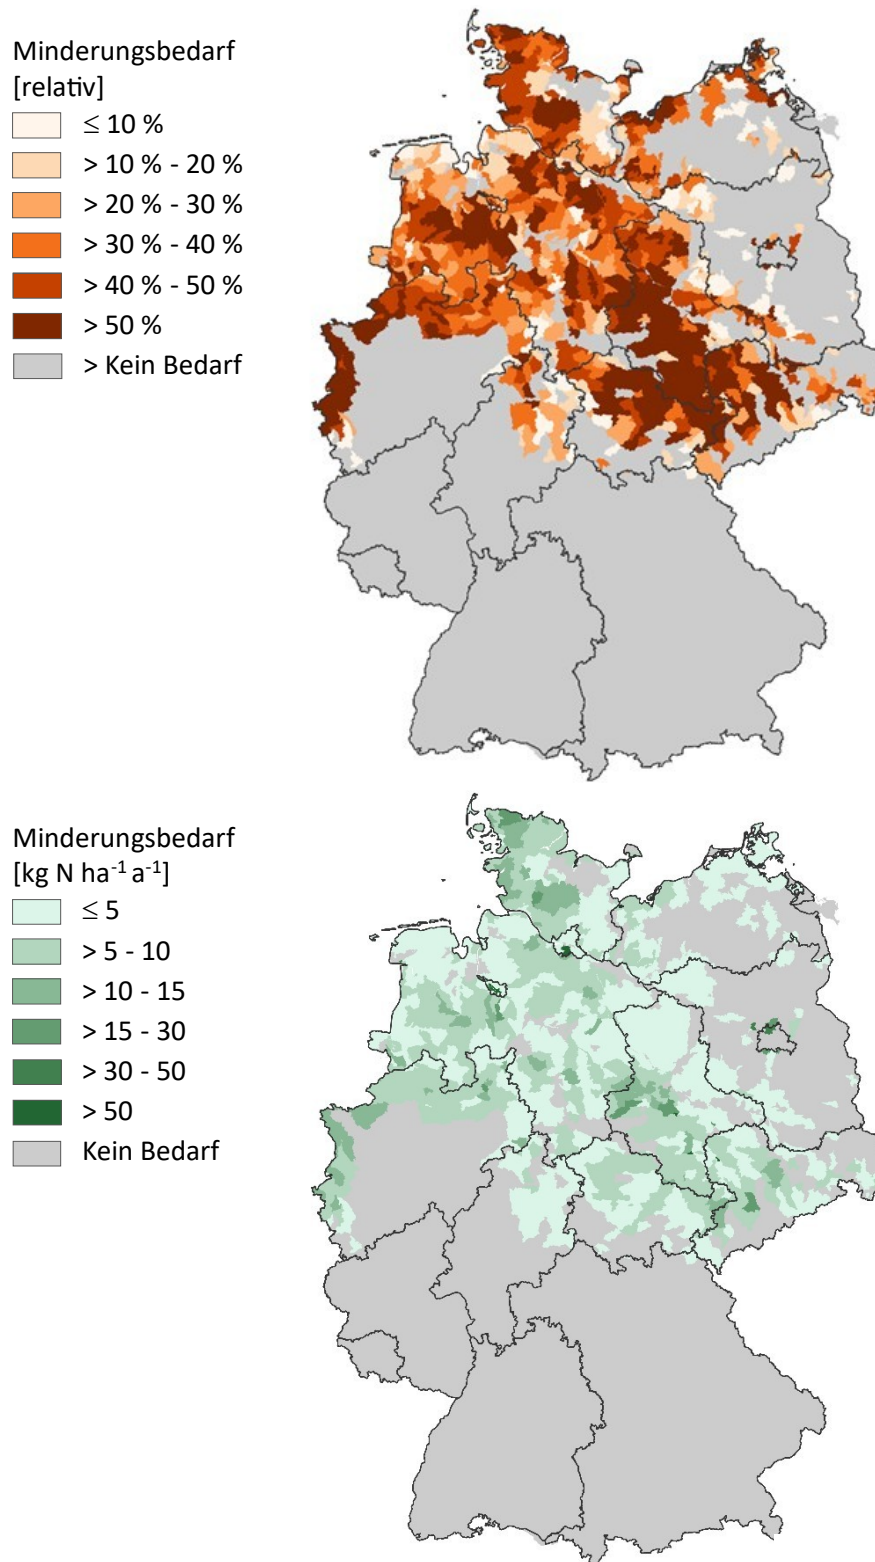 Minderungsbedarf
[relativ]
≤ 10 %
> 10 % - 20 %
> 20 % - 30 %
> 30 % - 40 %
> 40 % - 50 %
> 50 %
> Kein Bedarf
Minderungsbedarf
[kg N ha⁻¹ a⁻¹]
≤ 5
> 5 - 10
> 10 - 15
> 15 - 30
> 30 - 50
> 50
Kein Bedarf